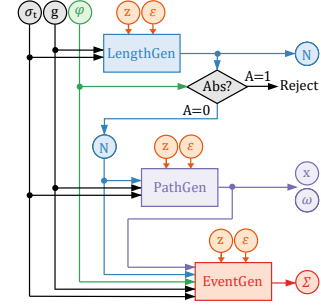 σt g φ z ε
LengthGen N
Abs? A=1 Reject
A=0
N z ε
PathGen x
ω
z ε
EventGen Σ